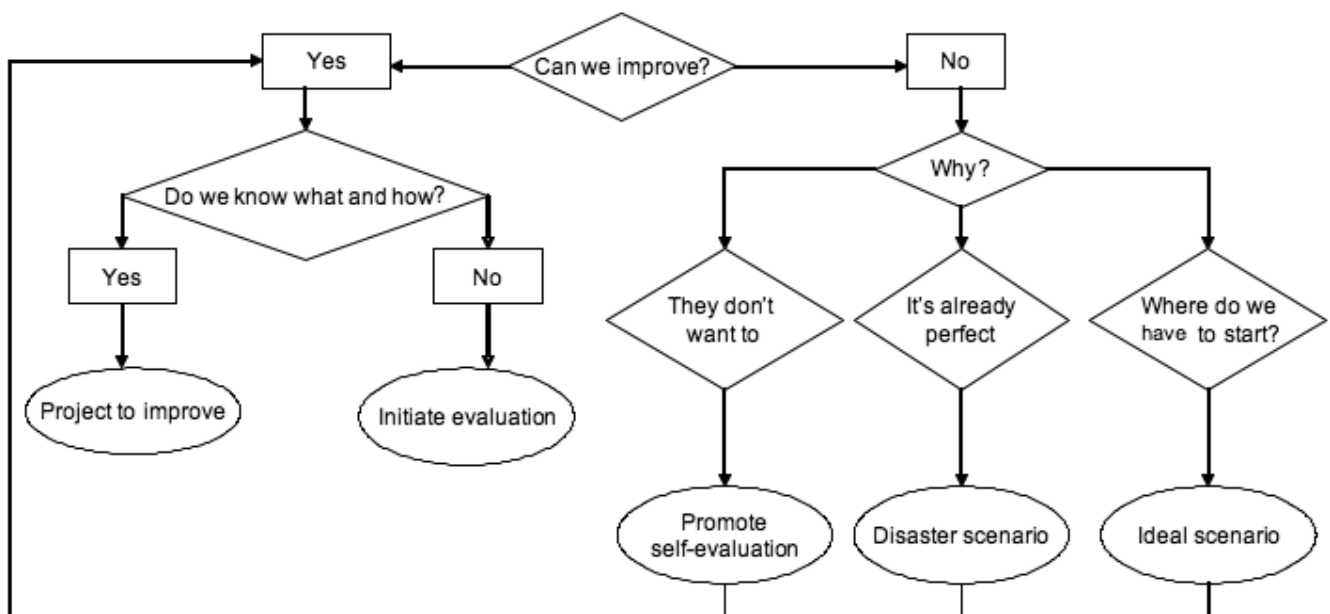 Yes
Can we improve?
No
Do we know what and how?
Why?
Yes
No
They don't
want to
It's already
perfect
Where do we
have to start?
Project to improve
Initiate evaluation
Promote
self-evaluation
Disaster scenario
Ideal scenario